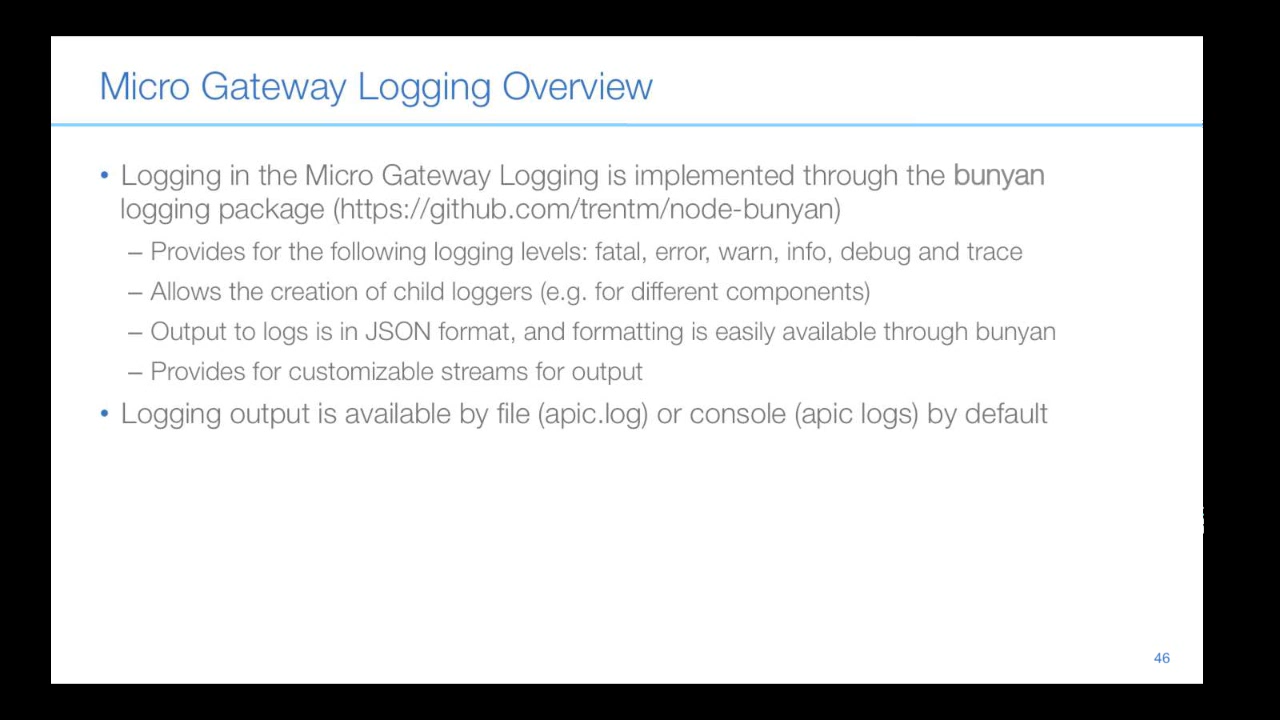 Micro Gateway Logging Overview
• Logging in the Micro Gateway Logging is implemented through the bunyan
logging package (https://github.com/trentm/node-bunyan)
– Provides for the following logging levels: fatal, error, warn, info, debug and trace
– Allows the creation of child loggers (e.g. for different components)
– Output to logs is in JSON format, and formatting is easily available through bunyan
– Provides for customizable streams for output
• Logging output is available by file (apic.log) or console (apic logs) by default
46